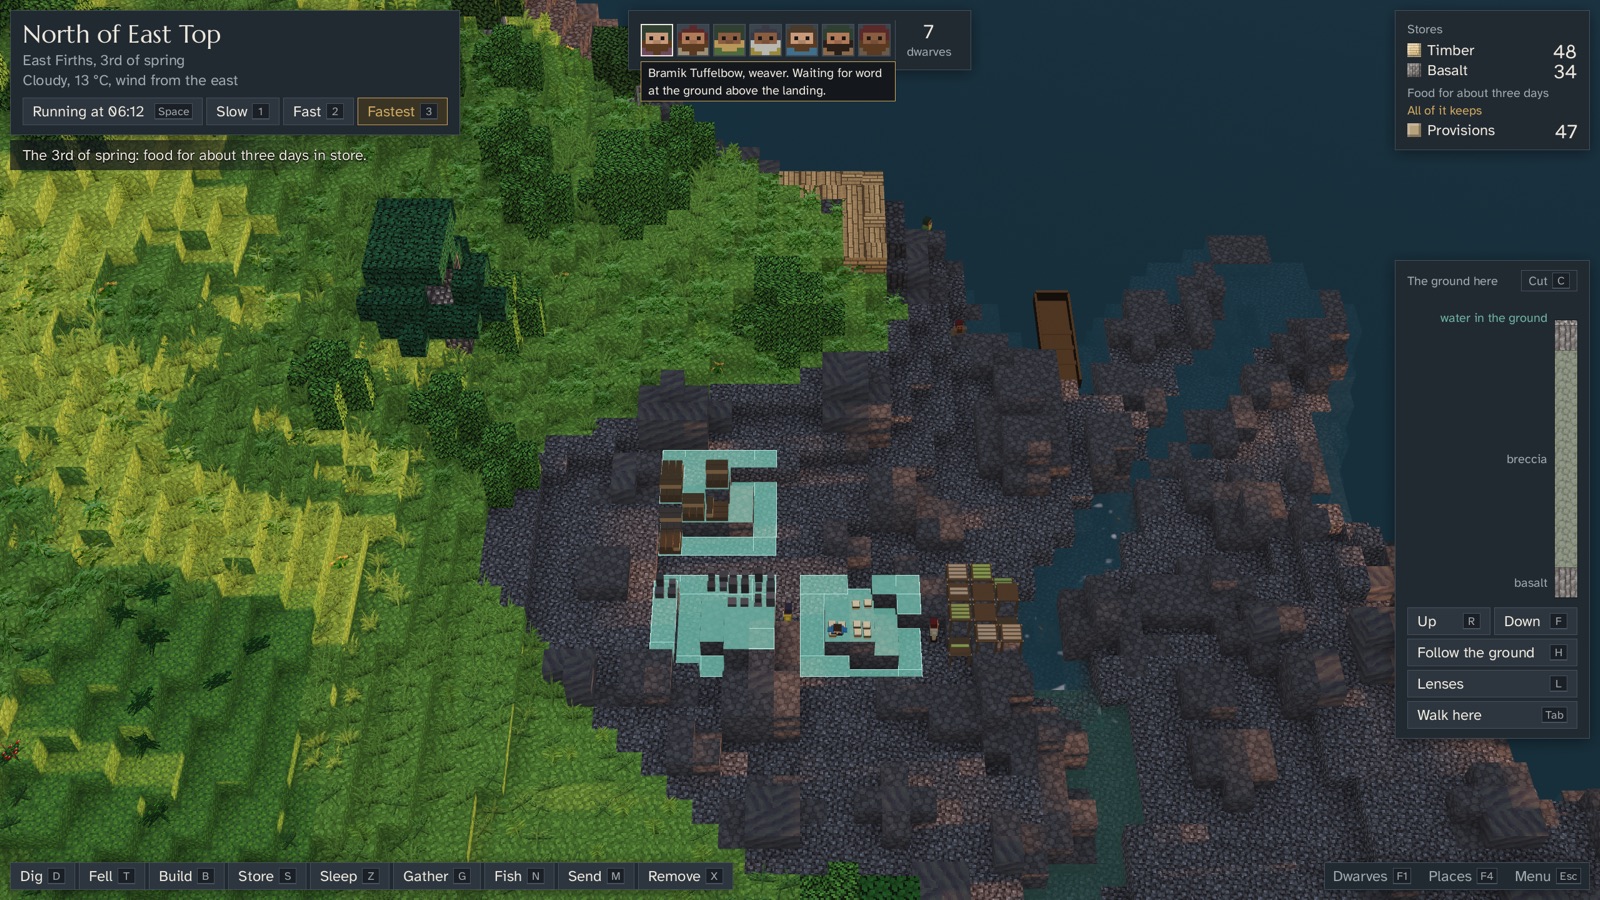 North of East Top
East Firths, 3rd of spring
Cloudy, 13 °C, wind from the east
Running at 06:12 Space
Slow 1
Fast 2
Fastest 3
The 3rd of spring: food for about three days in store.
7
dwarves
Bramik Tuffelbow, weaver. Waiting for word
at the ground above the landing.
Stores
Timber 48
Basalt 34
Food for about three days
All of it keeps
Provisions 47
The ground here
Cut C
water in the ground
breccia
basalt
Up R
Down F
Follow the ground H
Lenses L
Walk here Tab
Dig D
Fell T
Build B
Store S
Sleep Z
Gather G
Fish N
Send M
Remove X
Dwarves F1
Places F4
Menu Esc